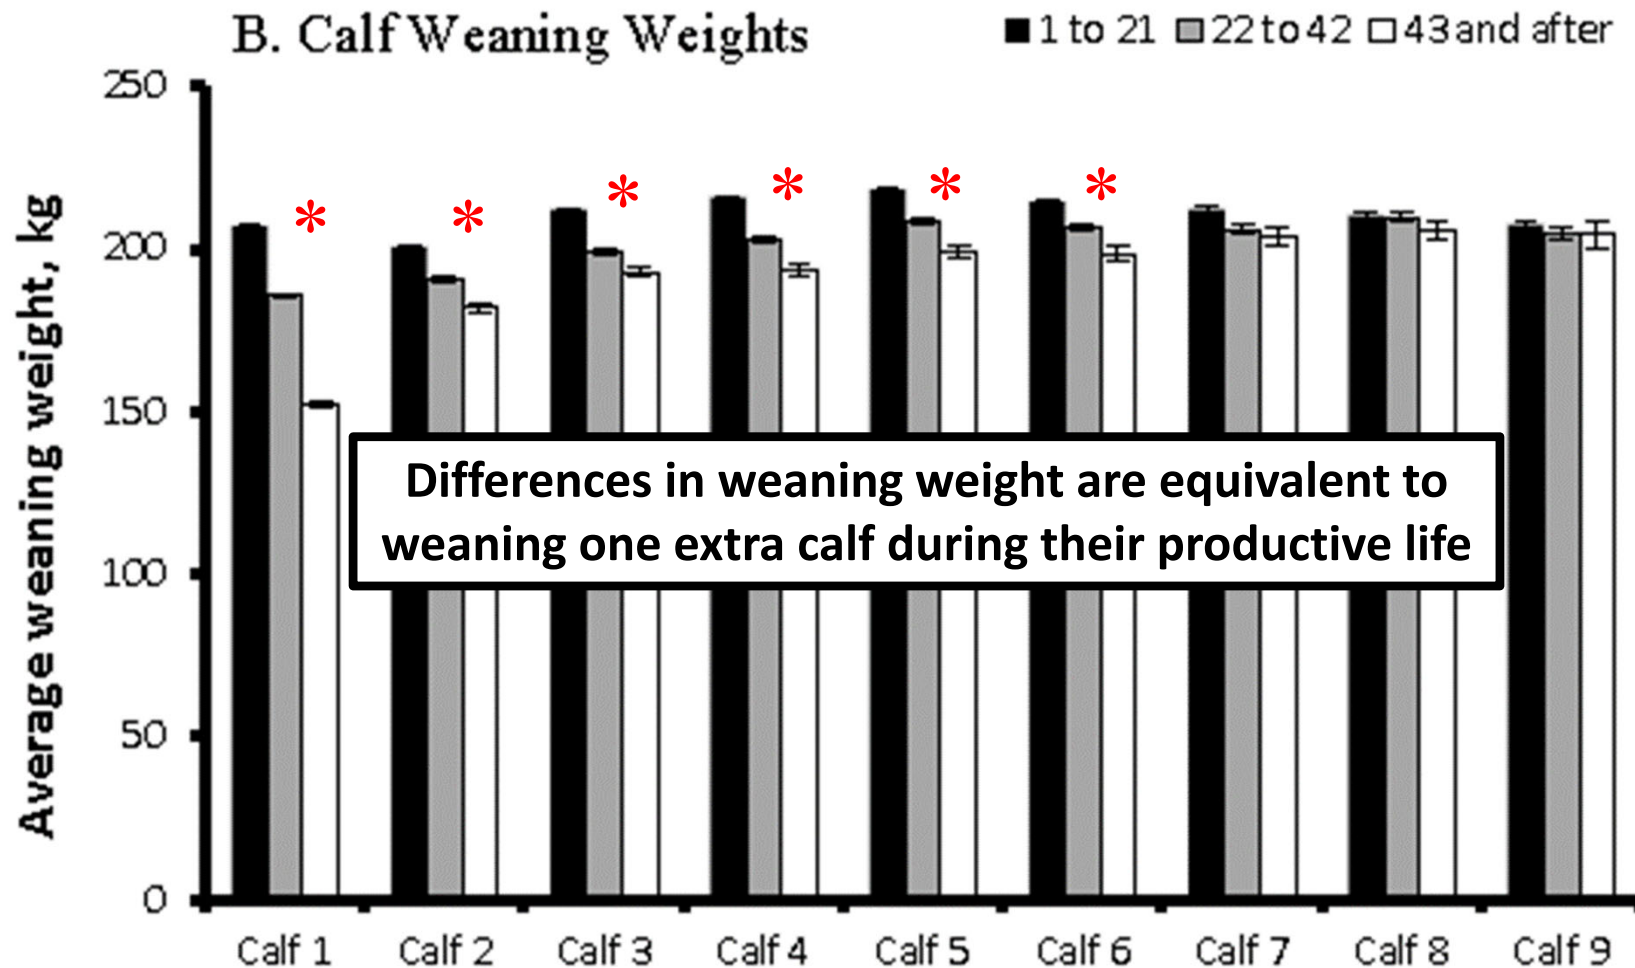 B. Calf Weaning Weights
1 to 21 22 to 42 43 and after
Average weaning weight, kg
250
200
150
100
50
0
* * * * * *
Differences in weaning weight are equivalent to
weaning one extra calf during their productive life
Calf 1 Calf 2 Calf 3 Calf 4 Calf 5 Calf 6 Calf 7 Calf 8 Calf 9